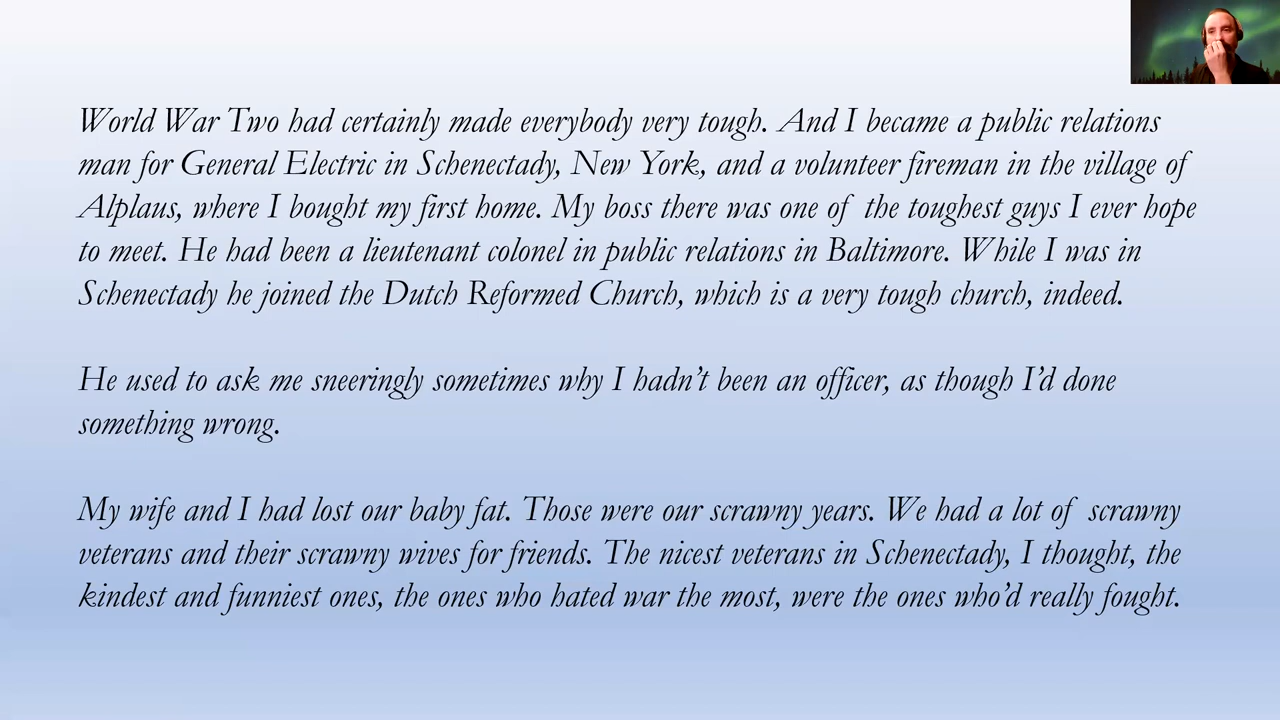 World War Two had certainly made everybody very tough. And I became a public relations
man for General Electric in Schenectady, New York, and a volunteer fireman in the village of
Alplaus, where I bought my first home. My boss there was one of the toughest guys I ever hope
to meet. He had been a lieutenant colonel in public relations in Baltimore. While I was in
Schenectady he joined the Dutch Reformed Church, which is a very tough church, indeed.
He used to ask me sneeringly sometimes why I hadn’t been an officer, as though I’d done
something wrong.
My wife and I had lost our baby fat. Those were our scrawny years. We had a lot of scrawny
veterans and their scrawny wives for friends. The nicest veterans in Schenectady, I thought, the
kindest and funniest ones, the ones who hated war the most, were the ones who’d really fought.